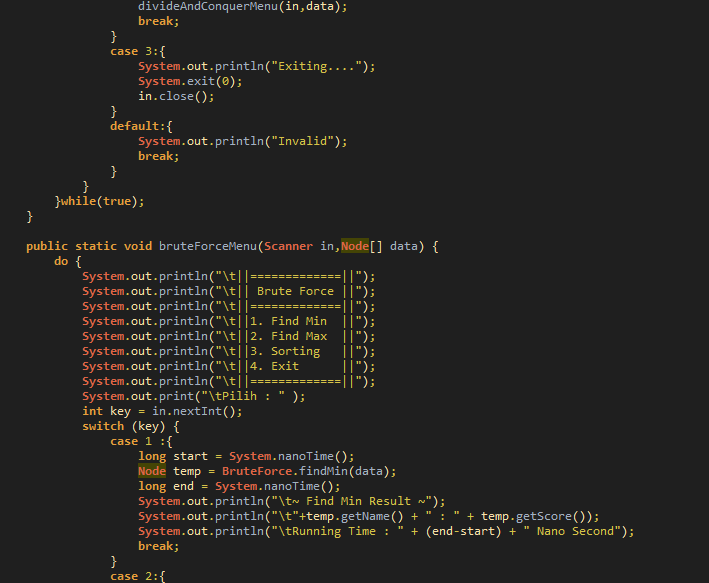 divideAndConquerMenu(in,data);
                break;
            }
            case 3:{
                System.out.println("Exiting....");
                System.exit(0);
                in.close();
            }
            default:{
                System.out.println("Invalid");
                break;
            }
        }
    }while(true);
}

public static void bruteForceMenu(Scanner in,Node[] data) {
    do {
        System.out.println("\t||=============||");
        System.out.println("\t|| Brute Force ||");
        System.out.println("\t||=============||");
        System.out.println("\t||1. Find Min  ||");
        System.out.println("\t||2. Find Max  ||");
        System.out.println("\t||3. Sorting   ||");
        System.out.println("\t||4. Exit      ||");
        System.out.println("\t||=============||");
        System.out.print("\tPilih : " );
        int key = in.nextInt();
        switch (key) {
            case 1 :{
                long start = System.nanoTime();
                Node temp = BruteForce.findMin(data);
                long end = System.nanoTime();
                System.out.println("\t~ Find Min Result ~");
                System.out.println("\t"+temp.getName() + " : " + temp.getScore());
                System.out.println("\tRunning Time : " + (end-start) + " Nano Second");
                break;
            }
            case 2:{